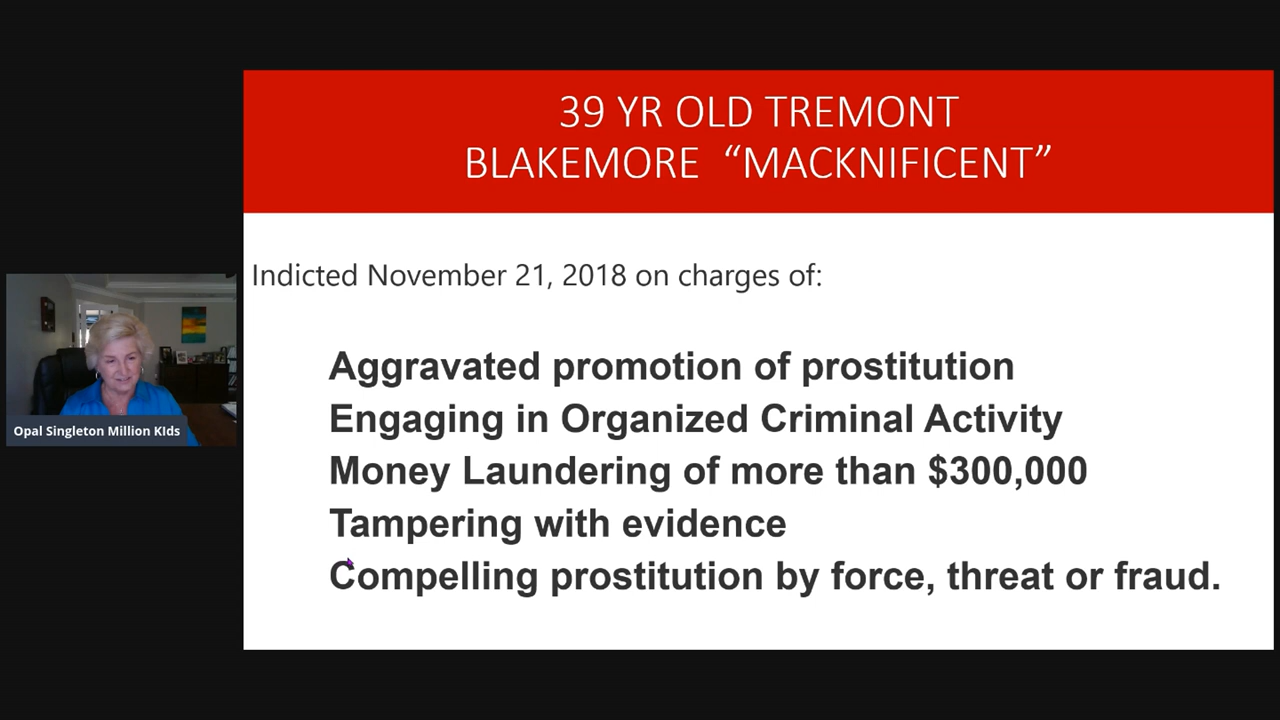 39 YR OLD TREMONT
BLAKEMORE “MACKNIFICENT”
Indicted November 21, 2018 on charges of:
Aggravated promotion of prostitution
Engaging in Organized Criminal Activity
Money Laundering of more than $300,000
Tampering with evidence
Compelling prostitution by force, threat or fraud.
Opal Singleton Million KIds